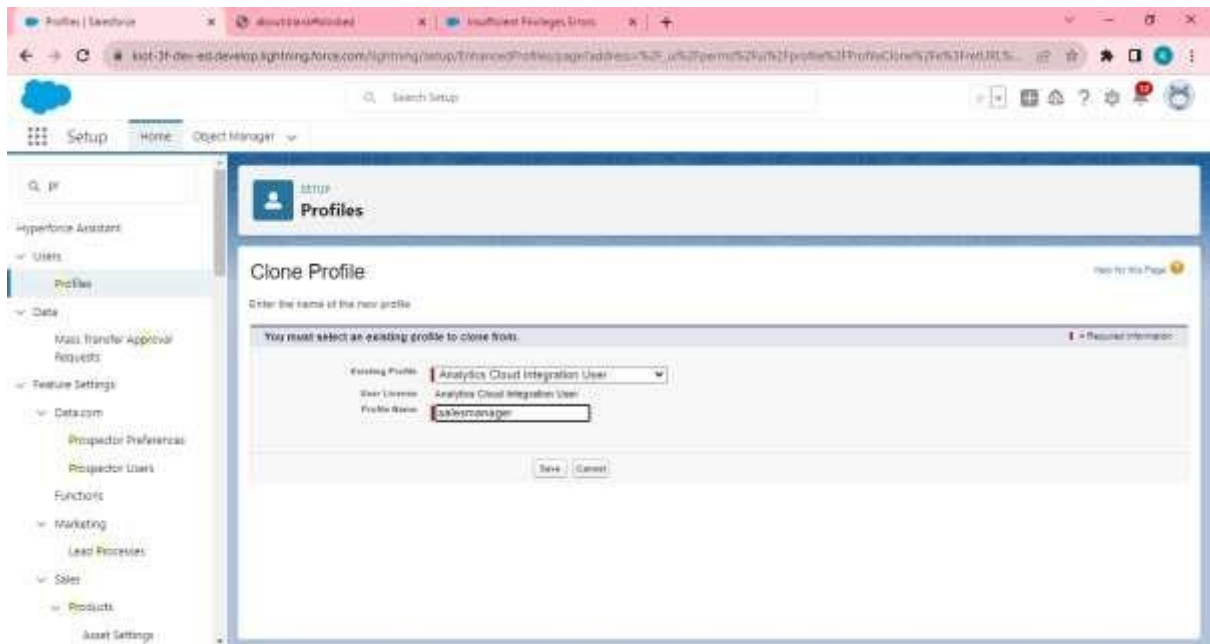 Profiles | Salesforce
about:blank#blocked
Insufficient Privileges Errors
Search Setup
Setup
Home
Object Manager
pr
Hyperforce Assistant
Users
Profiles
Data
Mass Transfer Approval
Requests
Feature Settings
Data.com
Prospector Preferences
Prospector Users
Functions
Marketing
Lead Processes
Sales
Products
Asset Settings
SETUP
Profiles
Clone Profile
Help for this Page
Enter the name of the new profile
You must select an existing profile to clone from.
= Required Information
Existing Profile
Analytics Cloud Integration User
User License
Analytics Cloud Integration User
Profile Name
salesmanager
Save
Cancel